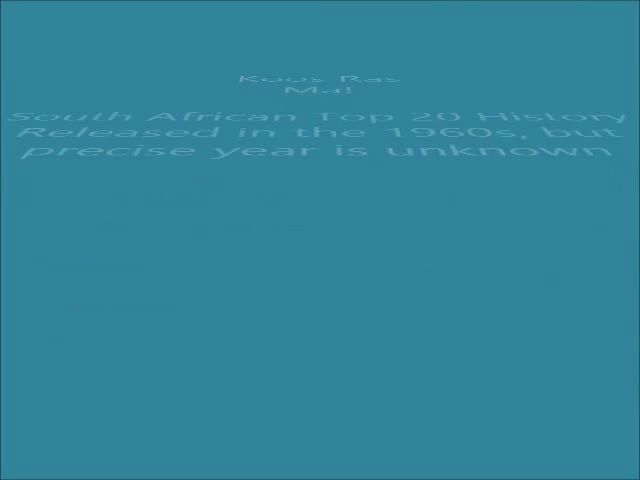 Koos Ras
Ma!
South African Top 20 History
Released in the 1960s, but
precise year is unknown